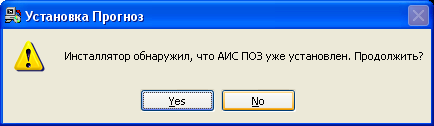 Установка Прогноз
Инсталлятор обнаружил, что АИС ПОЗ уже установлен. Продолжить?
Yes
No